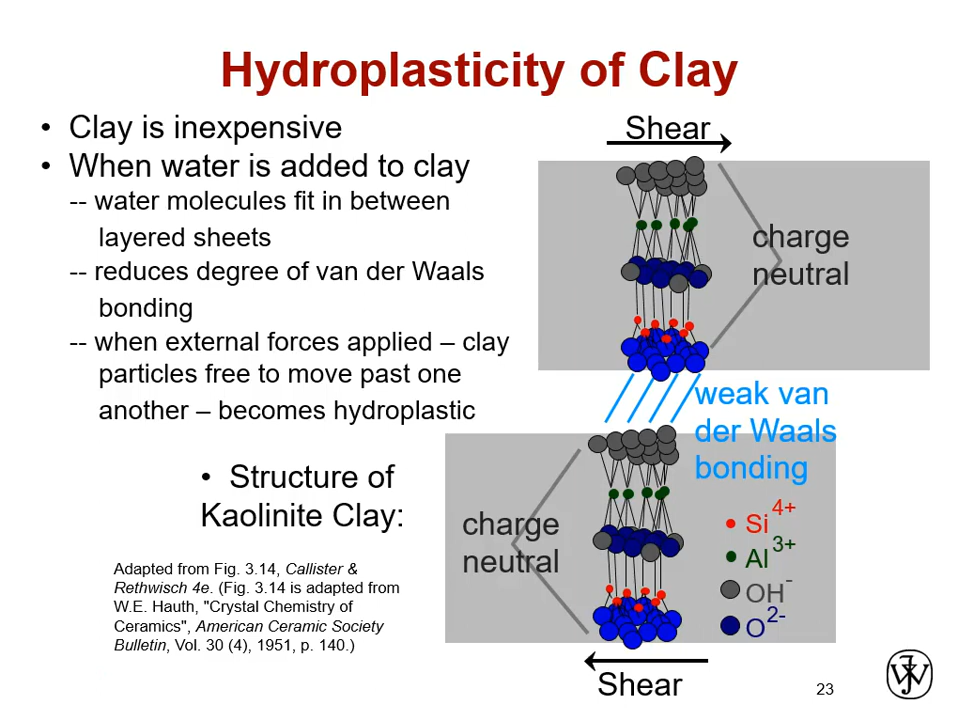 Hydroplasticity of Clay
• Clay is inexpensive
• When water is added to clay
-- water molecules fit in between
layered sheets
-- reduces degree of van der Waals
bonding
-- when external forces applied – clay
particles free to move past one
another – becomes hydroplastic
• Structure of
Kaolinite Clay:
Adapted from Fig. 3.14, Callister &
Rethwisch 4e. (Fig. 3.14 is adapted from
W.E. Hauth, "Crystal Chemistry of
Ceramics", American Ceramic Society
Bulletin, Vol. 30 (4), 1951, p. 140.)
Shear
charge
neutral
weak van
der Waals
bonding
charge
neutral
Si4+
Al3+
OH-
O2-
Shear
23